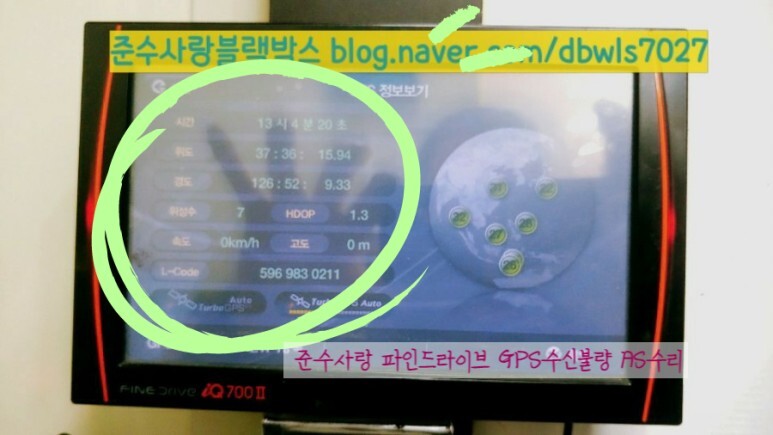 준수사랑블랙박스 blog.naver.com/dbwls7027
정보보기
시간 13 시 4 분 20 초
위도 37 : 36 : 15.94
경도 126 : 52 : 9.33
위성수 7 HDOP 1.3
속도 0km/h 고도 0 m
L-Code 596 983 0211
Auto TurboGPS Auto
준수사랑 파인드라이브 GPS수신불량 AS수리
FINEDRIVE iQ 700 II